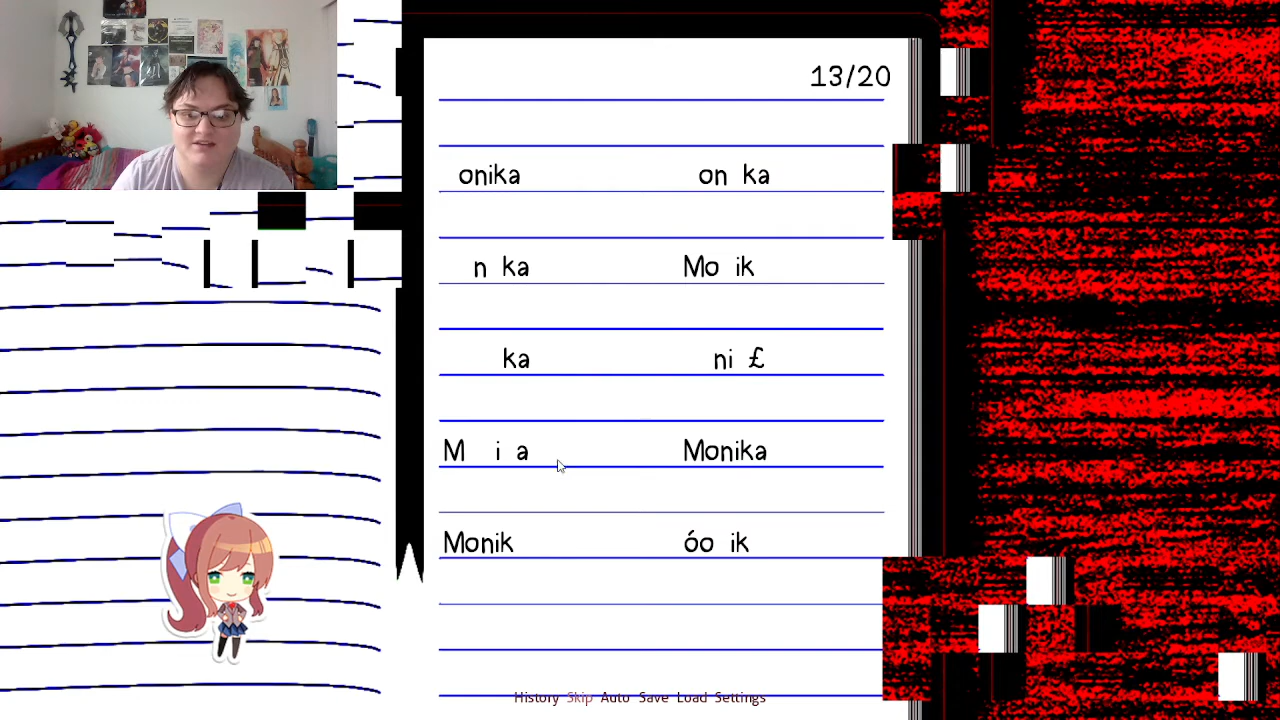 13/20
onika on ka
n ka Mo ik
ka ni £
M i a Monika
Monik óo ik
History Skip Auto Save Load Settings